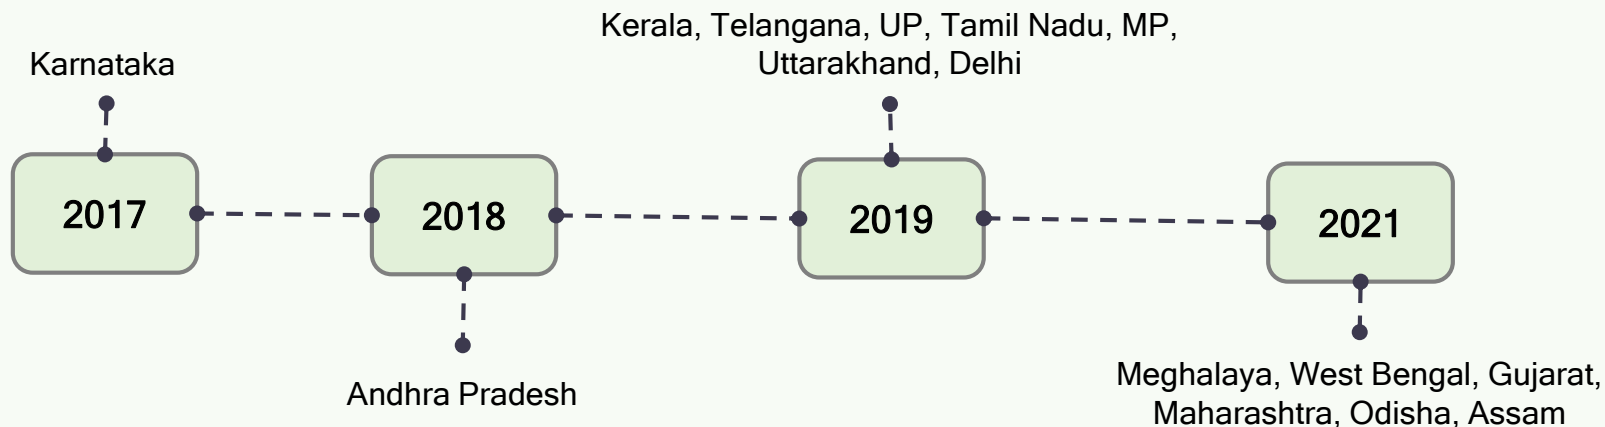 Kerala, Telangana, UP, Tamil Nadu, MP,
Uttarakhand, Delhi
Karnataka
2017
2018
2019
2021
Andhra Pradesh
Meghalaya, West Bengal, Gujarat,
Maharashtra, Odisha, Assam